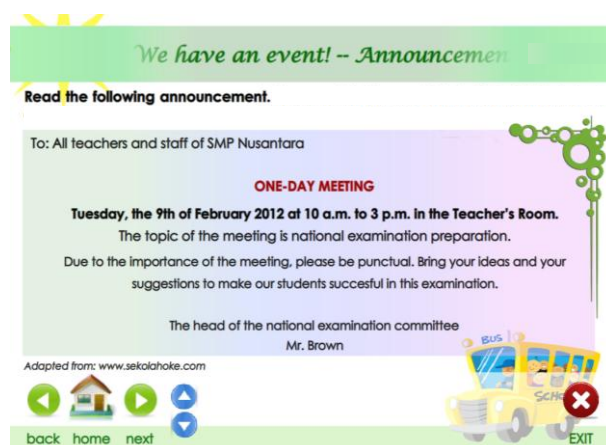 We have an event! -- Announcemen
Read the following announcement.
To: All teachers and staff of SMP Nusantara
ONE-DAY MEETING
Tuesday, the 9th of February 2012 at 10 a.m. to 3 p.m. in the Teacher's Room.
The topic of the meeting is national examination preparation.
Due to the importance of the meeting, please be punctual. Bring your ideas and your
suggestions to make our students succesful in this examination.
The head of the national examination committee
Mr. Brown
Adapted from: www.sekolahoke.com
BUS
SCHO
back home next
EXIT